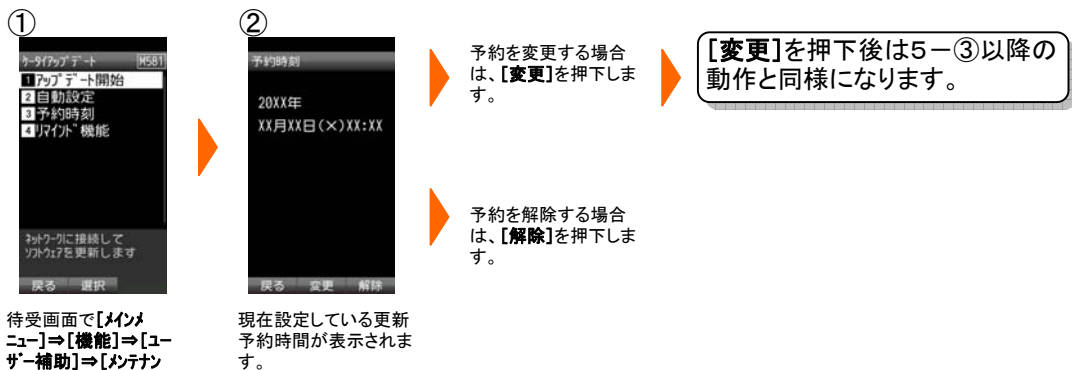 ①
ケータイアップデート M581
1 アップデート開始
2 自動設定
3 予約時刻
4 リマインド機能
ネットワークに接続して
ソフトウェアを更新します
戻る 選択
待受画面で[メインメ
ニュー]⇒[機能]⇒[ユー
ザー補助]⇒[メンテナン
②
予約時刻
20XX年
XX月XX日(×)XX:XX
戻る 変更 解除
現在設定している更新
予約時間が表示されま
す。
予約を変更する場合
は、[変更]を押下しま
す。
[変更]を押下後は5-③以降の
動作と同様になります。
予約を解除する場合
は、[解除]を押下しま
す。